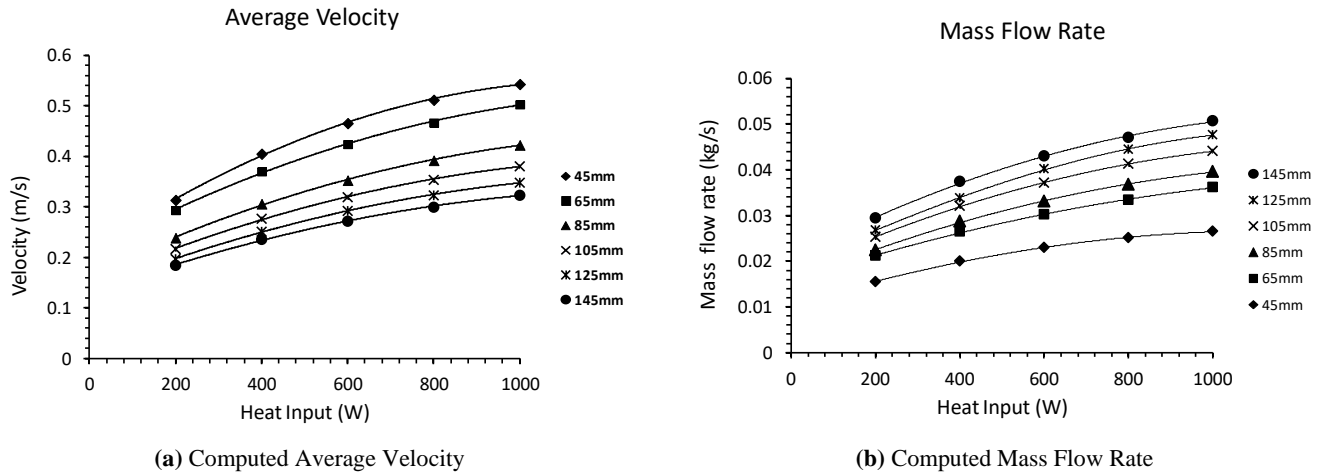 Average Velocity
0.6
0.5
0.4
0.3
0.2
0.1
0
0 200 400 600 800 1000
Velocity (m/s)
Heat Input (W)
45mm
65mm
85mm
105mm
125mm
145mm
(a) Computed Average Velocity
Mass Flow Rate
0.06
0.05
0.04
0.03
0.02
0.01
0
0 200 400 600 800 1000
Mass flow rate (kg/s)
Heat Input (W)
145mm
125mm
105mm
85mm
65mm
45mm
(b) Computed Mass Flow Rate